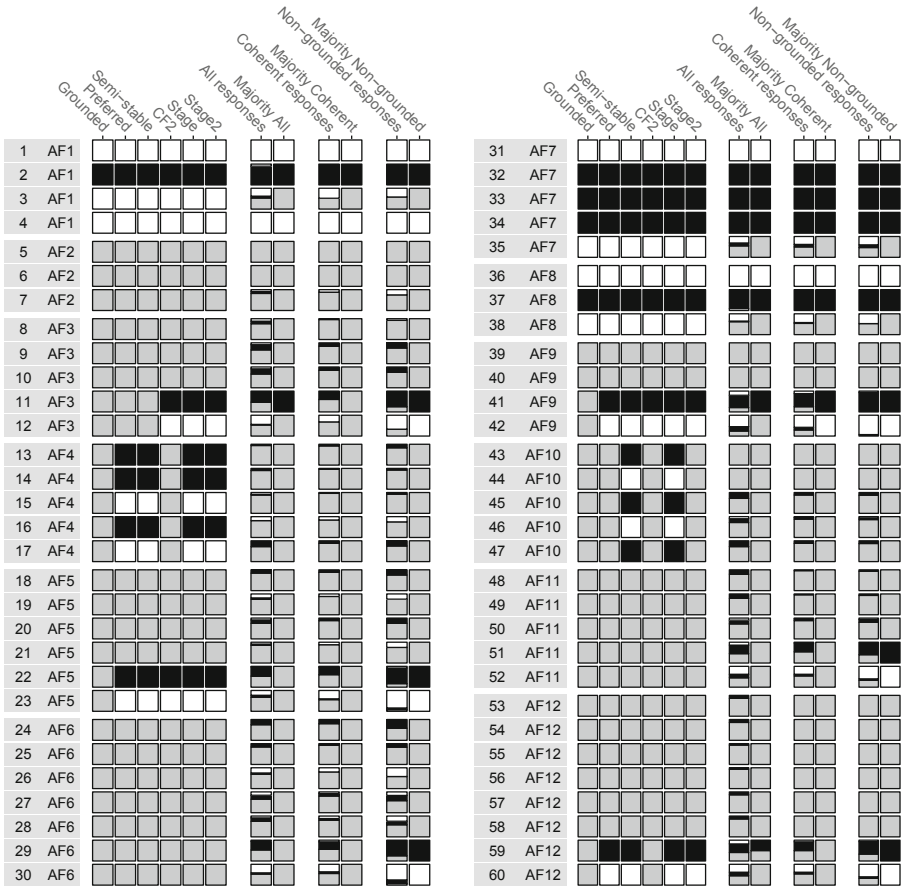 Grounded
Preferred
Semi−stable
CF2
Stage
Stage2
All responses
Majority All
Coherent responses
Majority Coherent
Non−grounded responses
Majority Non−grounded
Grounded
Preferred
Semi−stable
CF2
Stage
Stage2
All responses
Majority All
Coherent responses
Majority Coherent
Non−grounded responses
Majority Non−grounded
1 AF1
2 AF1
3 AF1
4 AF1
5 AF2
6 AF2
7 AF2
8 AF3
9 AF3
10 AF3
11 AF3
12 AF3
13 AF4
14 AF4
15 AF4
16 AF4
17 AF4
18 AF5
19 AF5
20 AF5
21 AF5
22 AF5
23 AF5
24 AF6
25 AF6
26 AF6
27 AF6
28 AF6
29 AF6
30 AF6
31 AF7
32 AF7
33 AF7
34 AF7
35 AF7
36 AF8
37 AF8
38 AF8
39 AF9
40 AF9
41 AF9
42 AF9
43 AF10
44 AF10
45 AF10
46 AF10
47 AF10
48 AF11
49 AF11
50 AF11
51 AF11
52 AF11
53 AF12
54 AF12
55 AF12
56 AF12
57 AF12
58 AF12
59 AF12
60 AF12